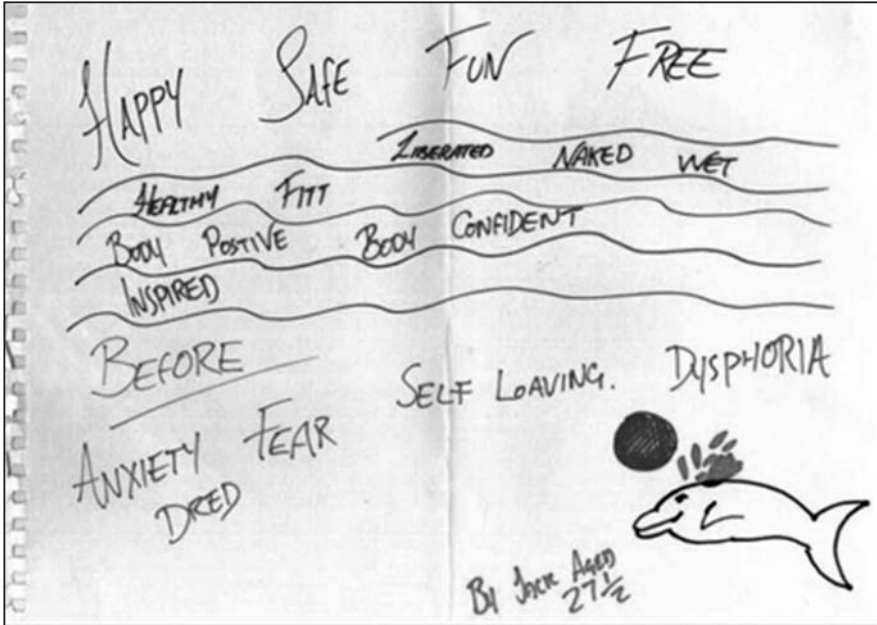 HAPPY SAFE FUN FREE
LIBERATED NAKED WET
HEALTHY FITT
BODY POSTIVE BODY CONFIDENT
INSPIRED
BEFORE
SELF LOAVING. DYSPHORIA
ANXIETY FEAR
DRED
BY JACK AGED
27½